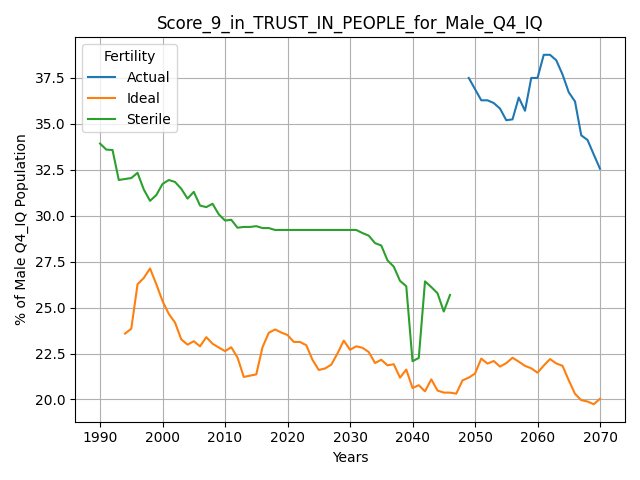 Score_9_in_TRUST_IN_PEOPLE_for_Male_Q4_IQ
Fertility
Actual
Ideal
Sterile
% of Male Q4_IQ Population
37.5
35.0
32.5
30.0
27.5
25.0
22.5
20.0
1990 2000 2010 2020 2030 2040 2050 2060 2070
Years